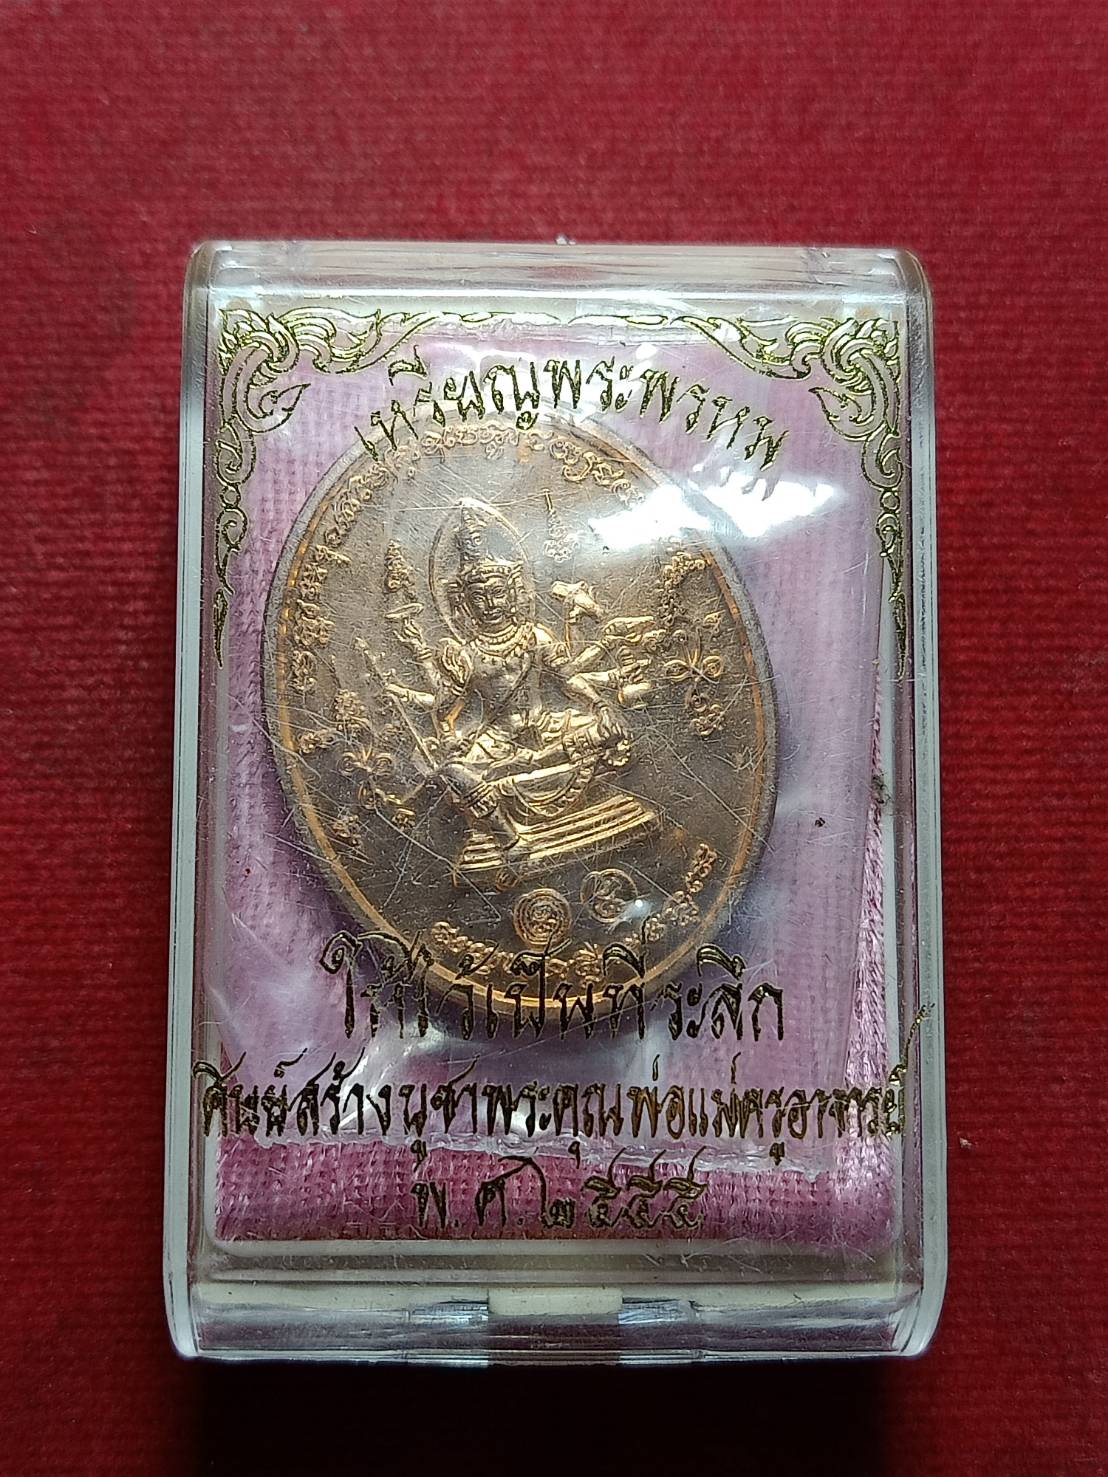 เหรียญพระพรหม
ให้ไว้เป็นที่ระลึก
ศิษย์สร้างบูชาพระคุณพ่อแม่ครูอาจารย์
พ.ศ.๒๕๕๕